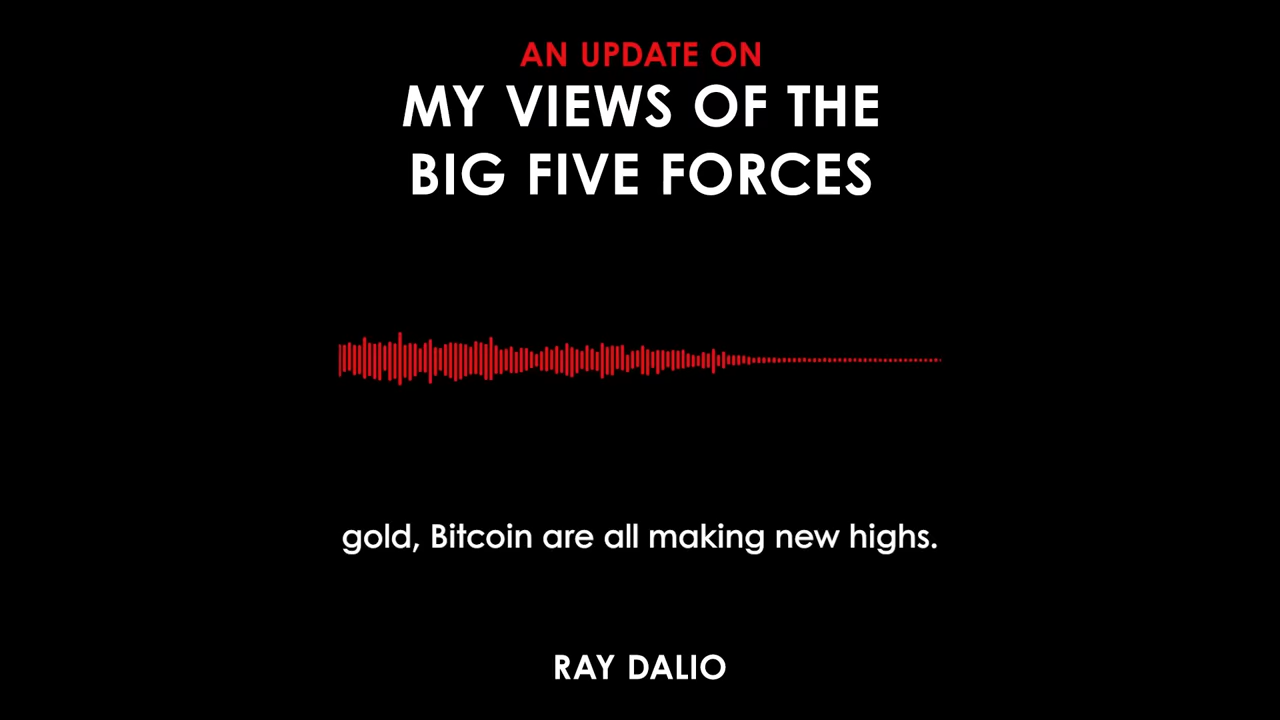 AN UPDATE ON
MY VIEWS OF THE
BIG FIVE FORCES
gold, Bitcoin are all making new highs.
RAY DALIO